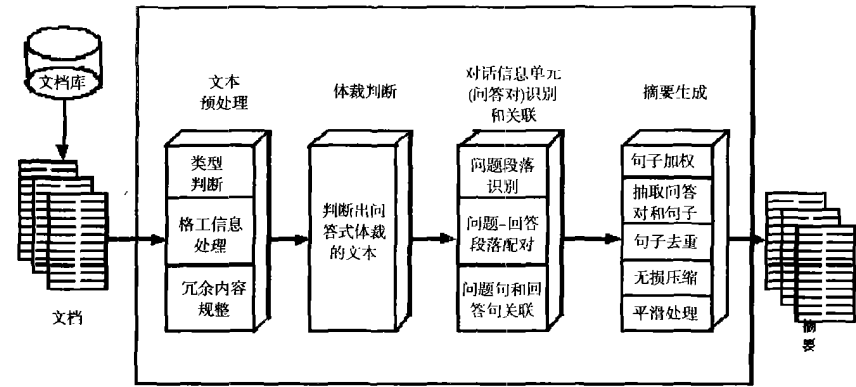 文档库
文档
文本
预处理
类型
判断
格工信息
处理
冗余内容
规整
体裁判断
判断出问
答式体裁
的文本
对话信息单元
(问答对)识别
和关联
问题段落
识别
问题-回答
段落配对
问题句和回
答句关联
摘要生成
句子加权
抽取问答
对和句子
句子去重
无损压缩
平滑处理
摘
要